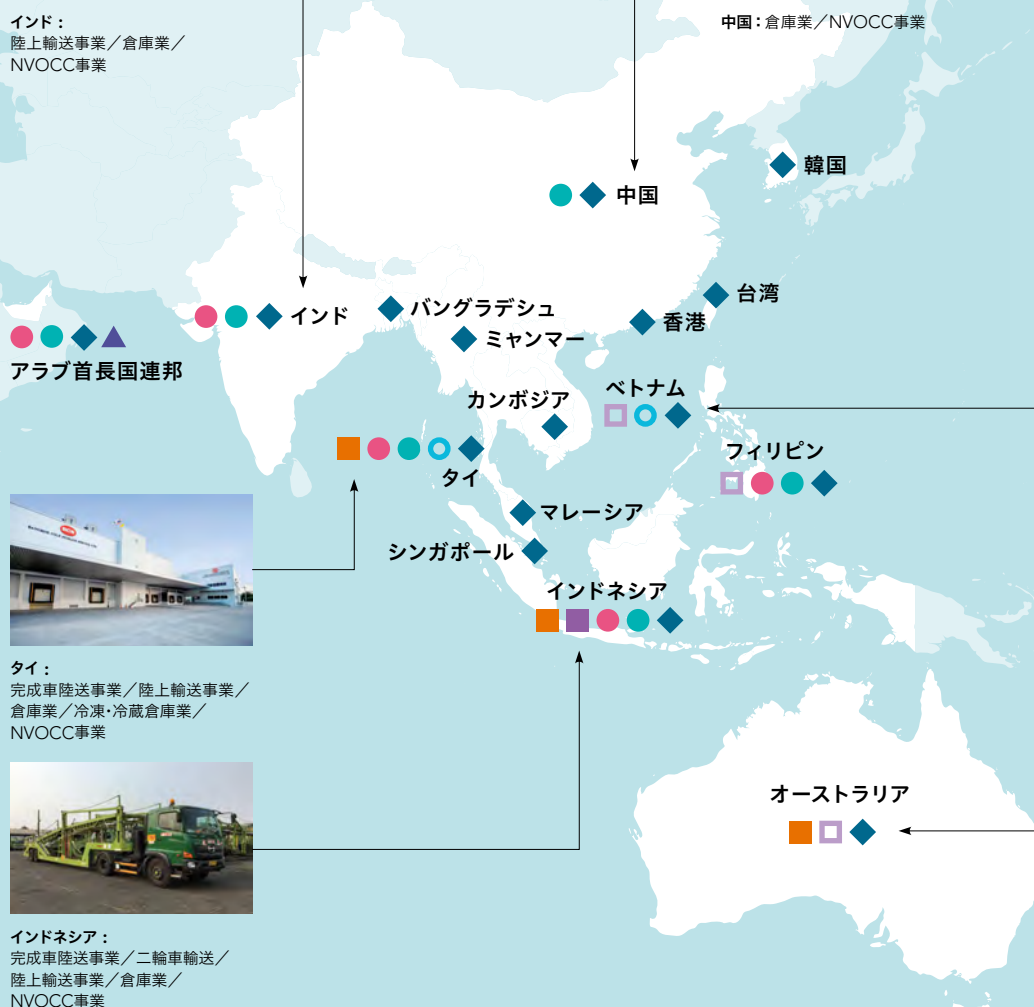 インド：
陸上輸送事業／倉庫業／
NVOCC事業
中国：倉庫業／NVOCC事業
韓国
中国
台湾
香港
インド
バングラデシュ
ミャンマー
アラブ首長国連邦
カンボジア
ベトナム
フィリピン
タイ
マレーシア
シンガポール
インドネシア
タイ：
完成車陸送事業／陸上輸送事業／
倉庫業／冷凍・冷蔵倉庫業／
NVOCC事業
オーストラリア
インドネシア：
完成車陸送事業／二輪車輸送／
陸上輸送事業／倉庫業／
NVOCC事業